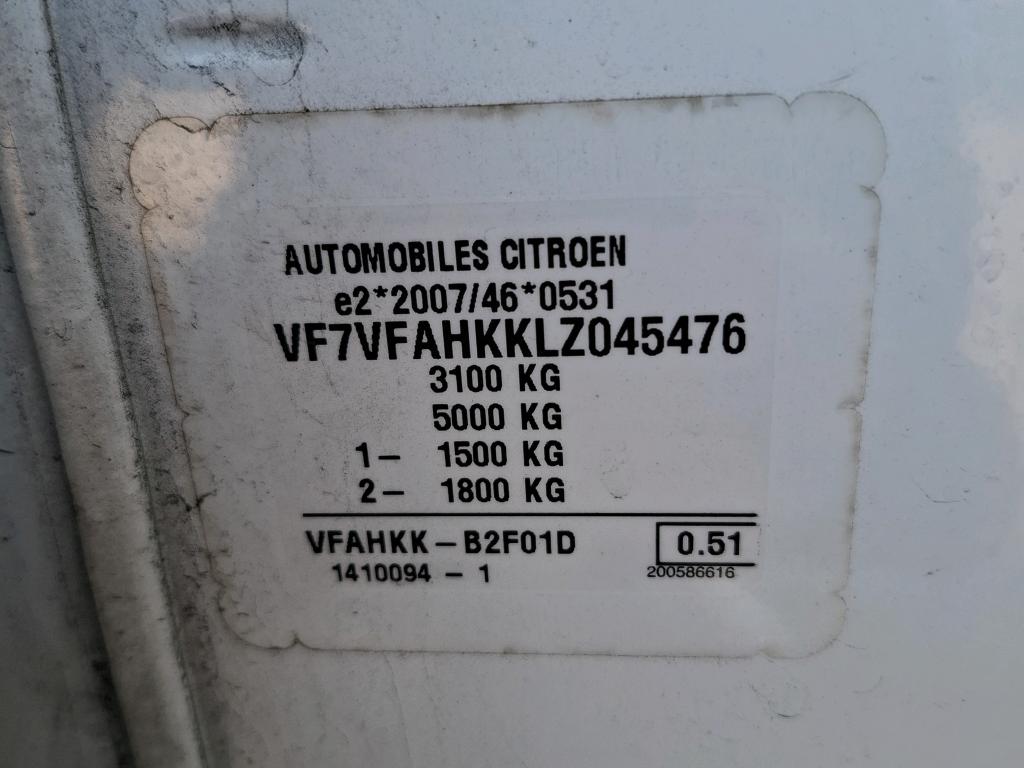 AUTOMOBILES CITROEN
e2*2007/46*0531
VF7VFAHKKLZ045476
3100 KG
5000 KG
1- 1500 KG
2- 1800 KG
VFAHKK-B2F01D 0.51
1410094 - 1 200586616